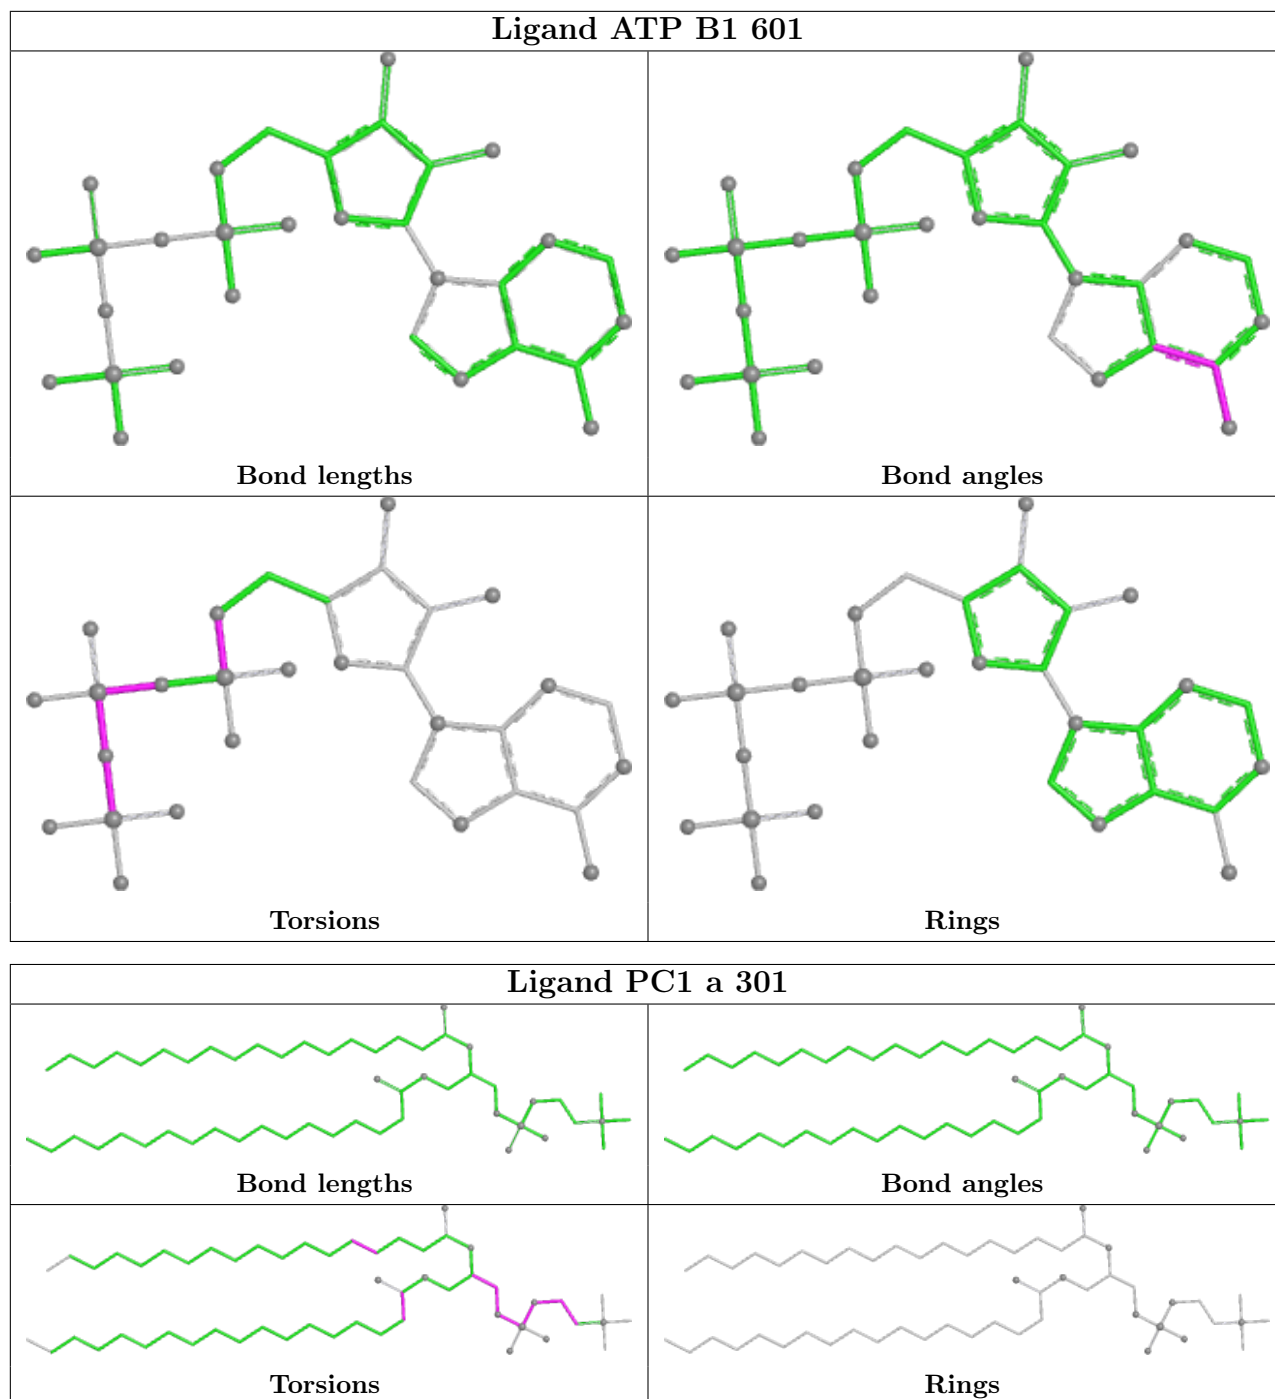 Ligand ATP B1 601
Bond lengths
Bond angles
Torsions
Rings
Ligand PC1 a 301
Bond lengths
Bond angles
Torsions
Rings